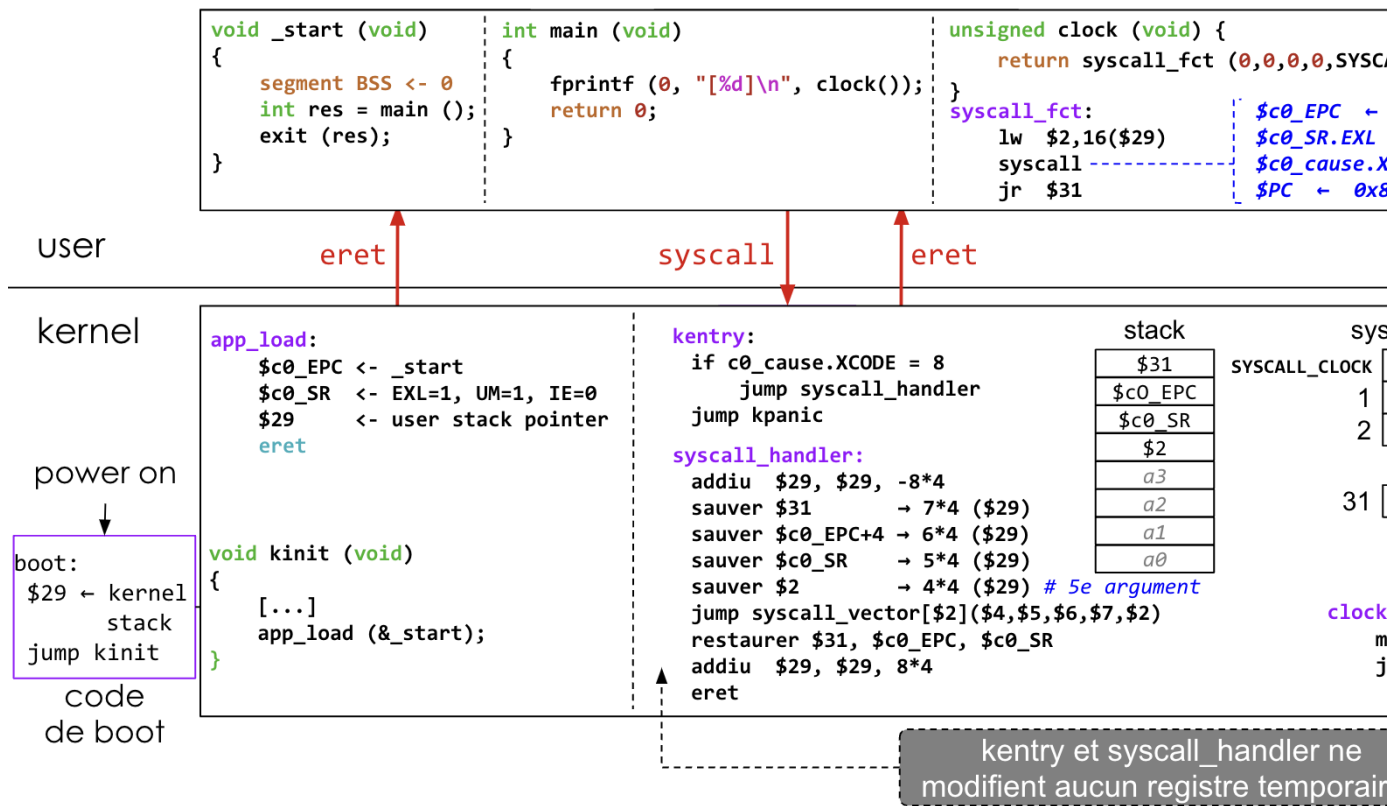 void _start (void)
{
segment BSS <- 0
int res = main ();
exit (res);
}
int main (void)
{
fprintf (0, "[%d]\n", clock());
return 0;
}
unsigned clock (void) {
return syscall_fct (0,0,0,0,SYSCA
}
syscall_fct:
lw $2,16($29)
syscall
jr $31
$c0_EPC ←
$c0_SR.EXL
$c0_cause.X
$PC ← 0x8
user
eret
syscall
eret
kernel
app_load:
$c0_EPC <- _start
$c0_SR <- EXL=1, UM=1, IE=0
$29 <- user stack pointer
eret
power on
boot:
$29 ← kernel
stack
jump kinit
code
de boot
void kinit (void)
{
[...]
app_load (&_start);
}
kentry:
if c0_cause.XCODE = 8
jump syscall_handler
jump kpanic
syscall_handler:
addiu $29, $29, -8*4
sauver $31 → 7*4 ($29)
sauver $c0_EPC+4 → 6*4 ($29)
sauver $c0_SR → 5*4 ($29)
sauver $2 → 4*4 ($29) # 5e argument
jump syscall_vector[$2]($4,$5,$6,$7,$2)
restaurer $31, $c0_EPC, $c0_SR
addiu $29, $29, 8*4
eret
stack
$31
$cO_EPC
$c0_SR
$2
a3
a2
a1
a0
sys
SYSCALL_CLOCK
1
2
31
clock
m
j
kentry et syscall_handler ne
modifient aucun registre temporair